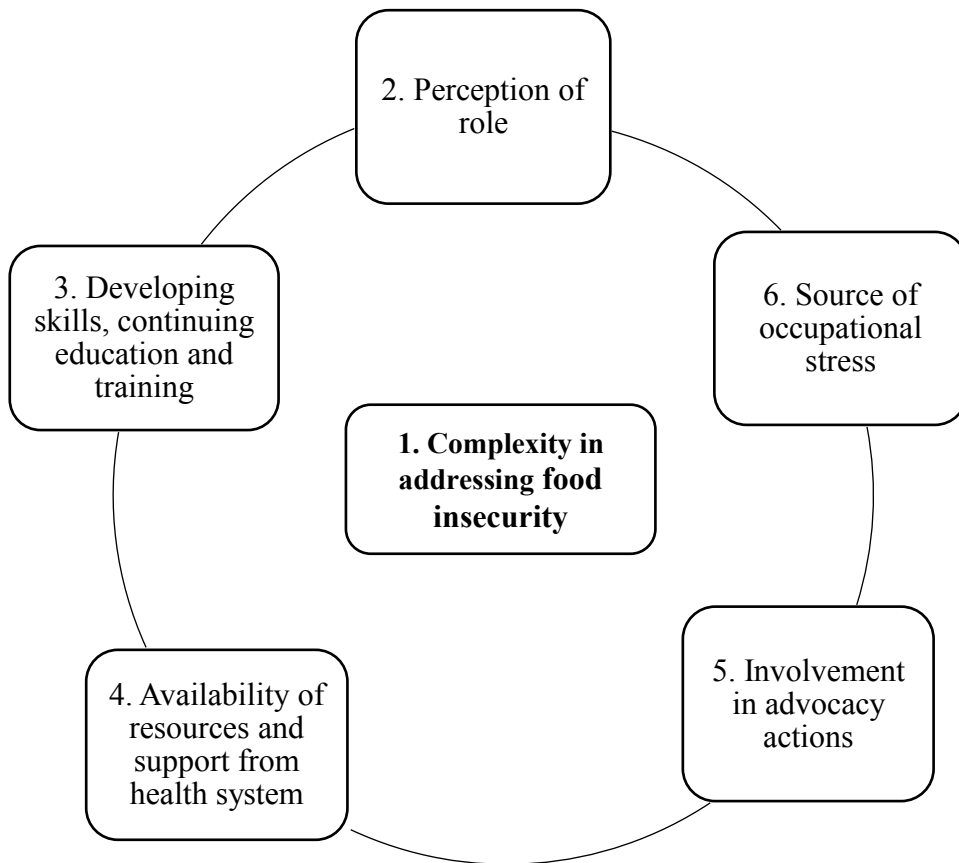 2. Perception of
role
3. Developing
skills, continuing
education and
training
6. Source of
occupational
stress
1. Complexity in
addressing food
insecurity
4. Availability of
resources and
support from
health system
5. Involvement
in advocacy
actions